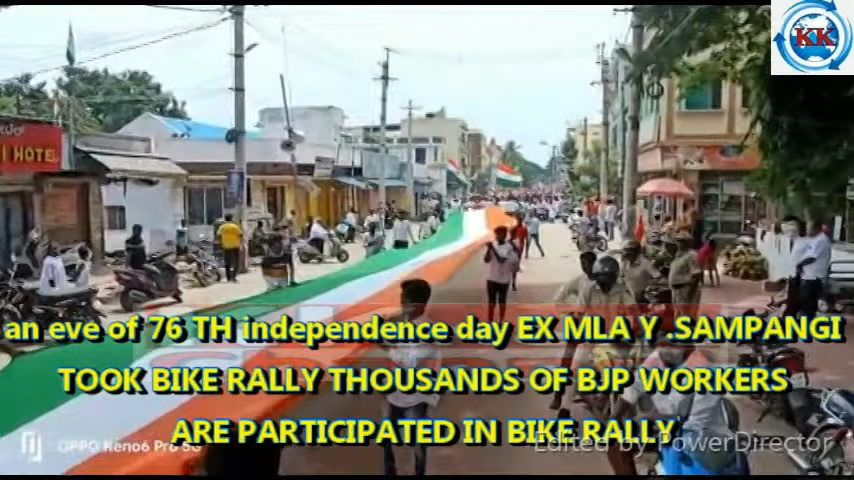 KK
HOTEL
an eve of 76 TH independence day EX MLA Y .SAMPANGI
TOOK BIKE RALLY THOUSANDS OF BJP WORKERS
ARE PARTICIPATED IN BIKE RALLY
Edited by PowerDirector
OPPO Reno6 Pro 5G